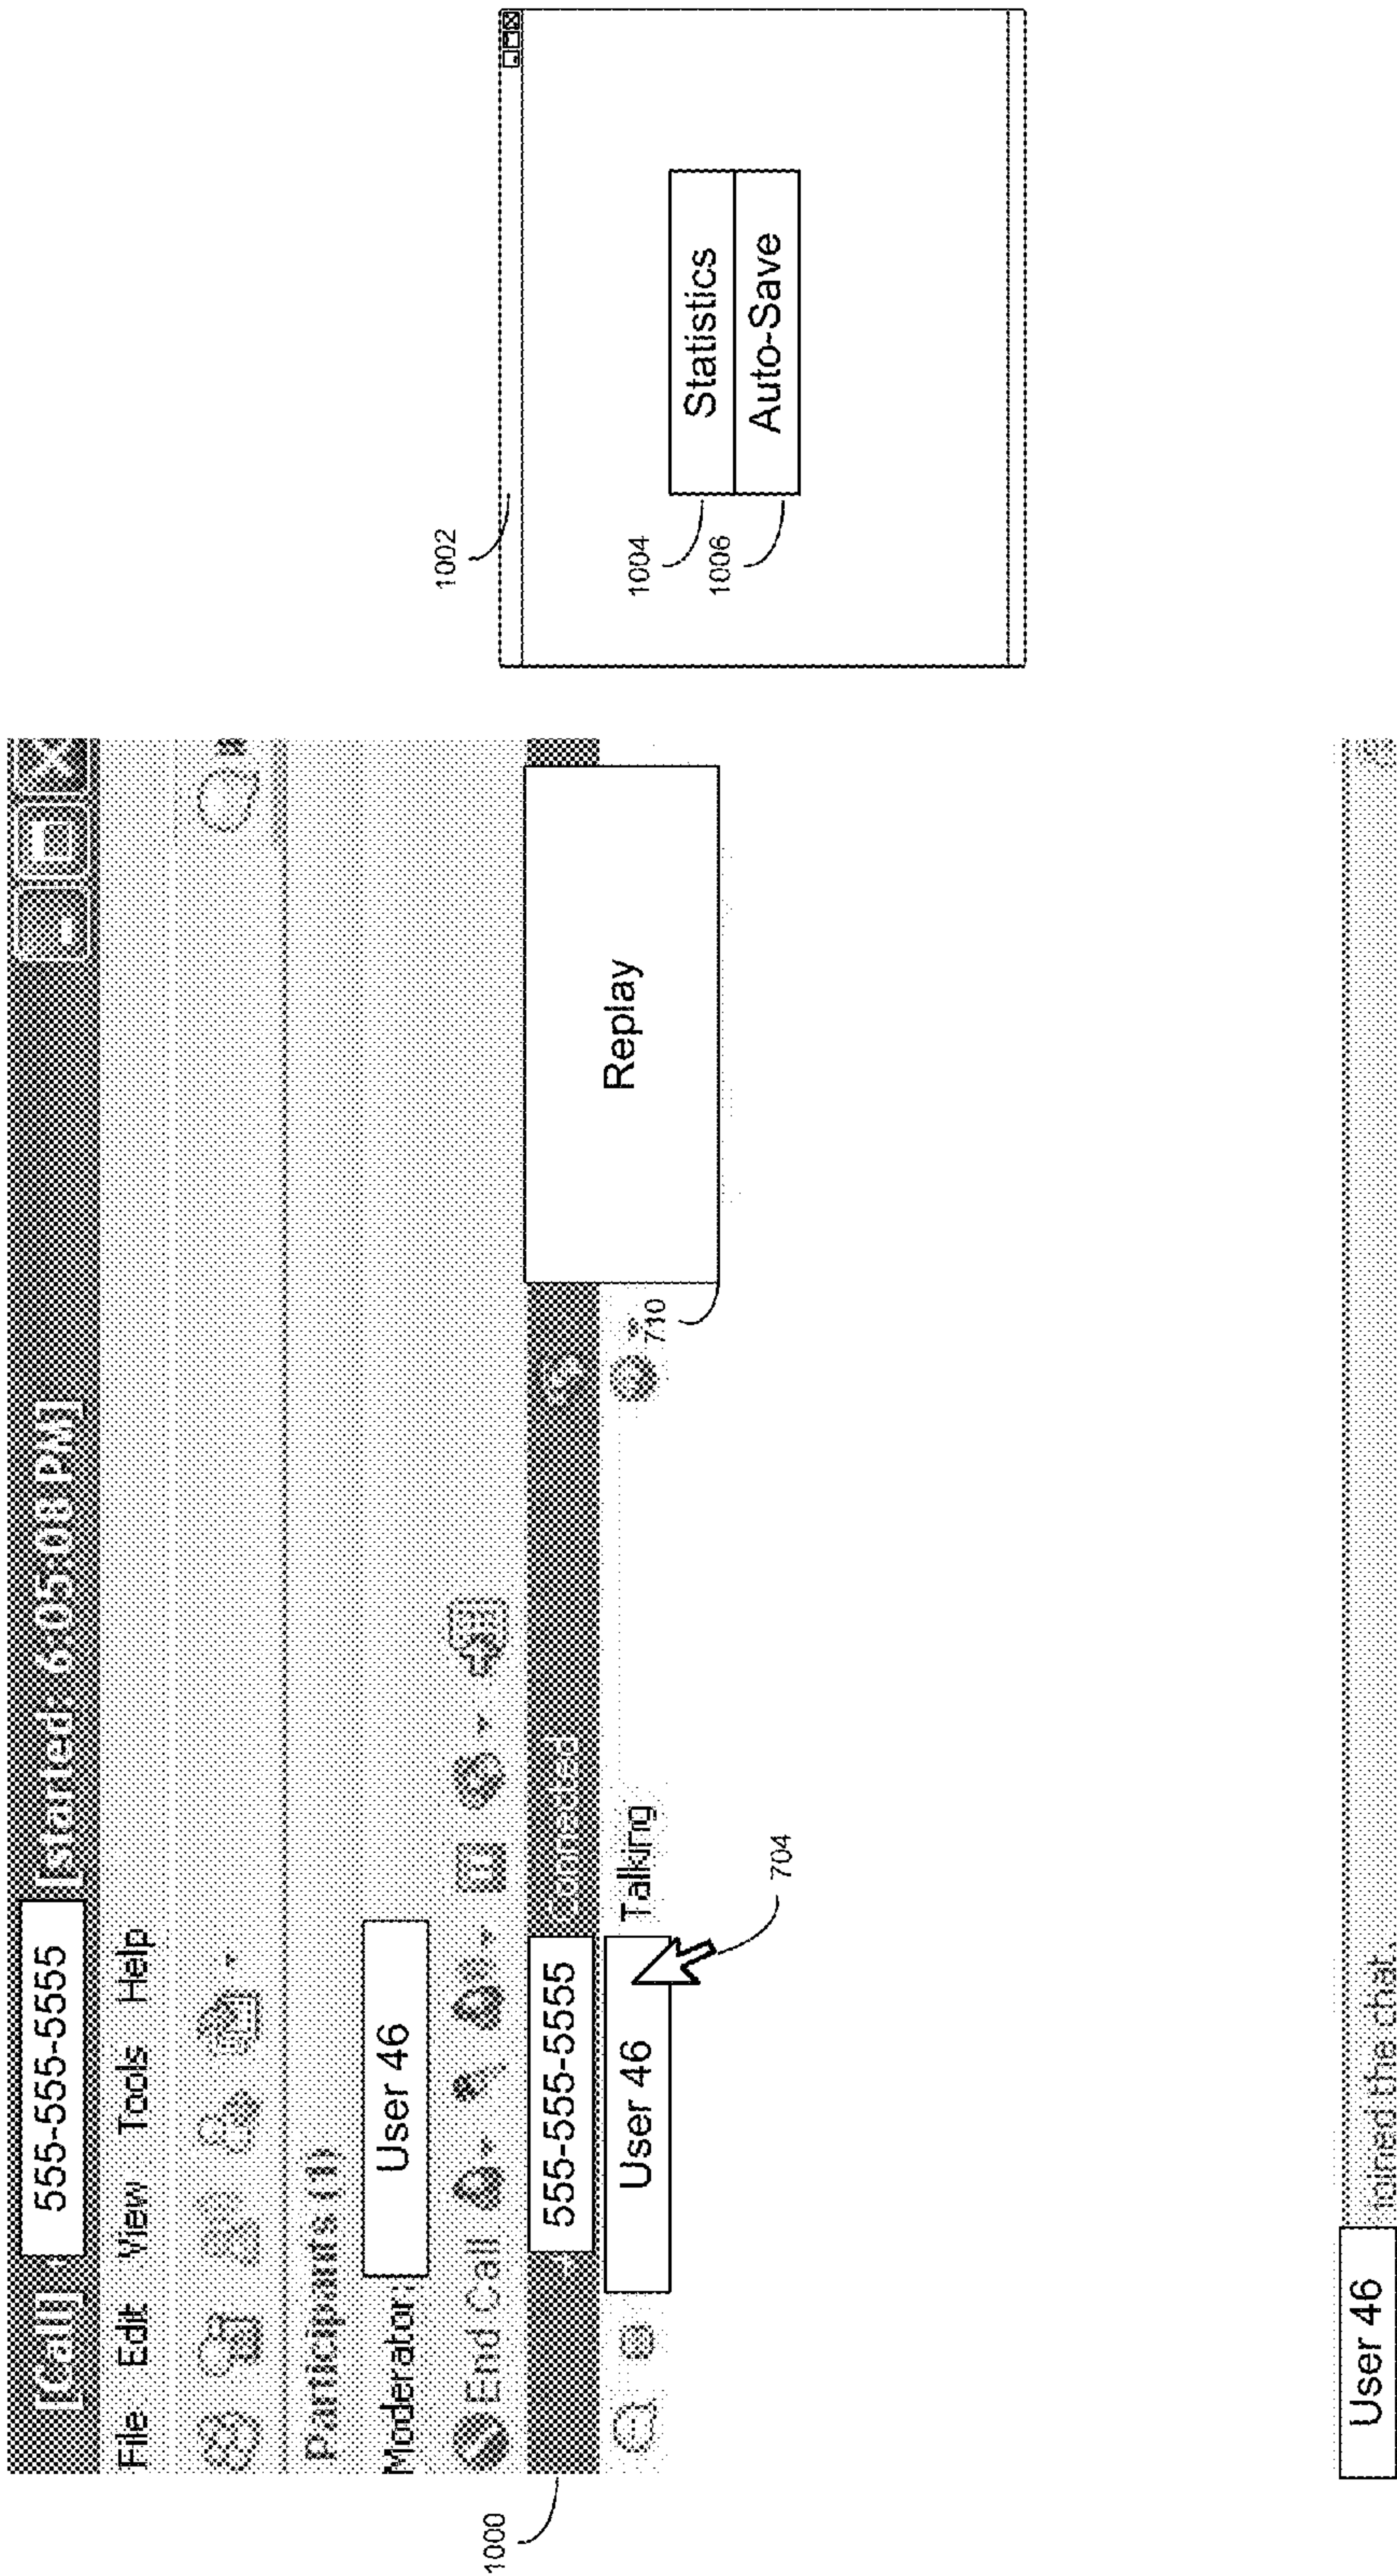 [Call] 555-555-5555 [started: 6:05:08 PM]
File Edit View Tools Help
Participants (1)
Moderator: User 46
End Call
555-555-5555 Connected
User 46 Talking
Replay
710
704
1000
User 46 joined the chat.
1002
1004
Statistics
1006
Auto-Save